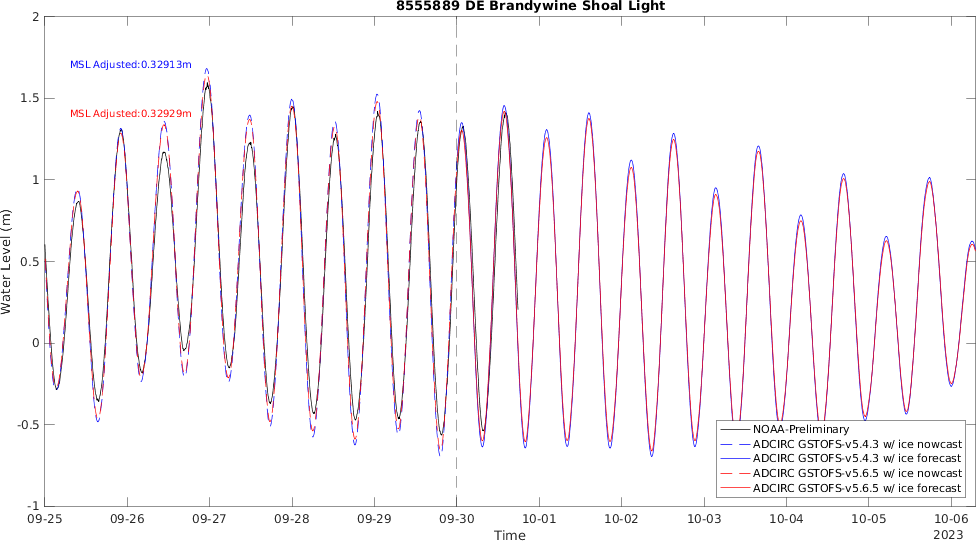 8555889 DE Brandywine Shoal Light
2
MSL Adjusted:0.32913m
1.5
MSL Adjusted:0.32929m
1
0.5
0
-0.5
-1
Water Level (m)
NOAA-Preliminary
ADCIRC GSTOFS-v5.4.3 w/ ice nowcast
ADCIRC GSTOFS-v5.4.3 w/ ice forecast
ADCIRC GSTOFS-v5.6.5 w/ ice nowcast
ADCIRC GSTOFS-v5.6.5 w/ ice forecast
09-25 09-26 09-27 09-28 09-29 09-30 10-01 10-02 10-03 10-04 10-05 10-06
2023
Time